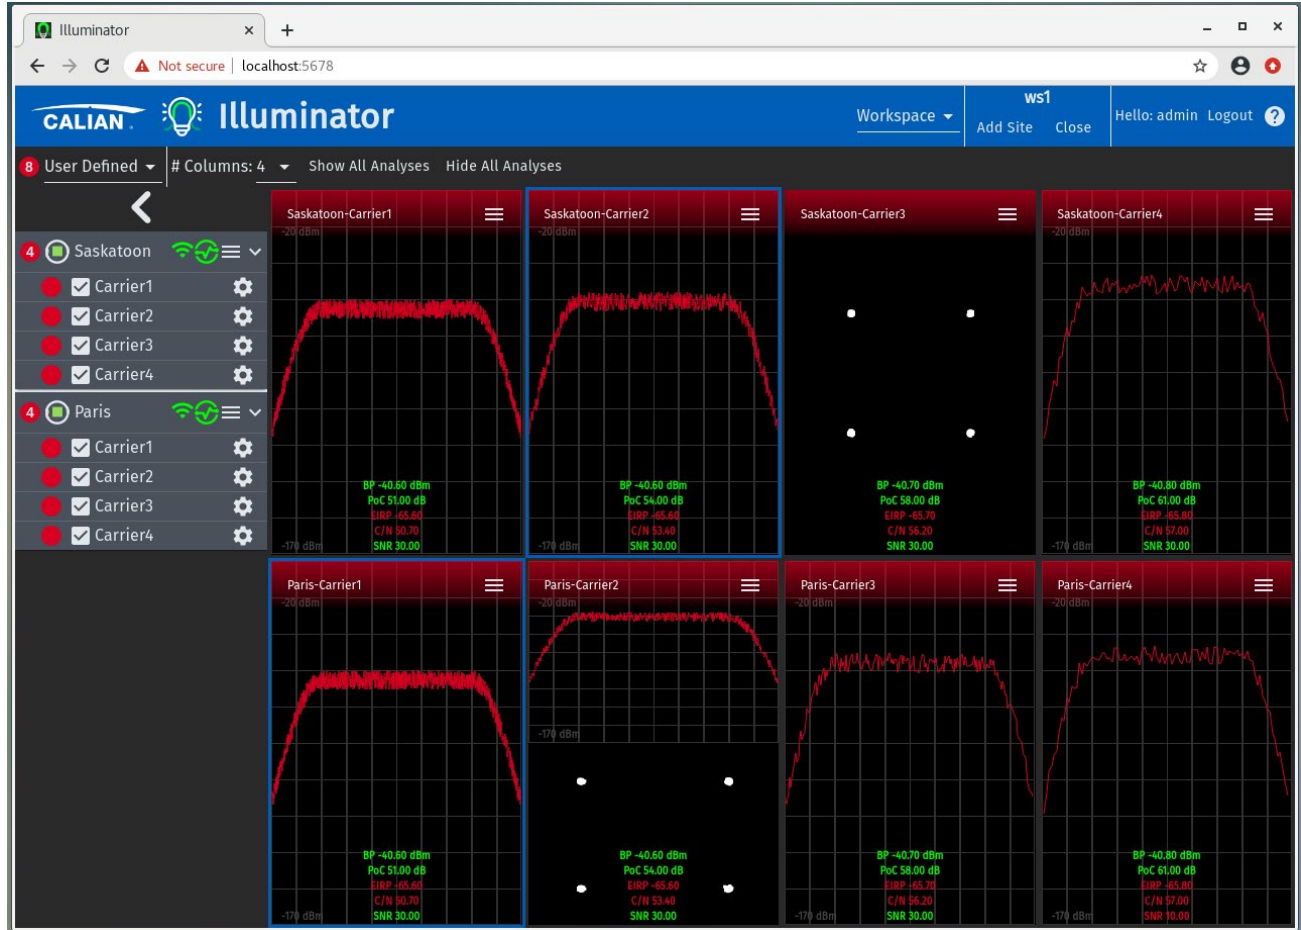 Illuminator
Not secure | localhost:5678
CALIAN Illuminator
Workspace
ws1
Add Site Close
Hello: admin Logout ?
8 User Defined # Columns: 4 Show All Analyses Hide All Analyses
4 Saskatoon
Carrier1
Carrier2
Carrier3
Carrier4
4 Paris
Carrier1
Carrier2
Carrier3
Carrier4
Saskatoon-Carrier1
-20 dBm
BP -40.60 dBm
PoC 51.00 dB
EIRP -65.60
C/N 50.70
-170 dBm
SNR 30.00
Saskatoon-Carrier2
-20 dBm
BP -40.60 dBm
PoC 54.00 dB
EIRP -65.60
C/N 53.40
-170 dBm
SNR 30.00
Saskatoon-Carrier3
BP -40.70 dBm
PoC 58.00 dB
EIRP -65.70
C/N 56.20
SNR 30.00
Saskatoon-Carrier4
-20 dBm
BP -40.80 dBm
PoC 61.00 dB
EIRP -65.80
C/N 57.00
-170 dBm
SNR 30.00
Paris-Carrier1
-20 dBm
BP -40.60 dBm
PoC 51.00 dB
EIRP -65.60
C/N 50.70
-170 dBm
SNR 30.00
Paris-Carrier2
-20 dBm
-170 dBm
BP -40.60 dBm
PoC 54.00 dB
EIRP -65.60
C/N 53.40
SNR 30.00
Paris-Carrier3
-20 dBm
BP -40.70 dBm
PoC 58.00 dB
EIRP -65.70
C/N 56.20
-170 dBm
SNR 30.00
Paris-Carrier4
-20 dBm
BP -40.80 dBm
PoC 61.00 dB
EIRP -65.80
C/N 57.00
-170 dBm
SNR 10.00